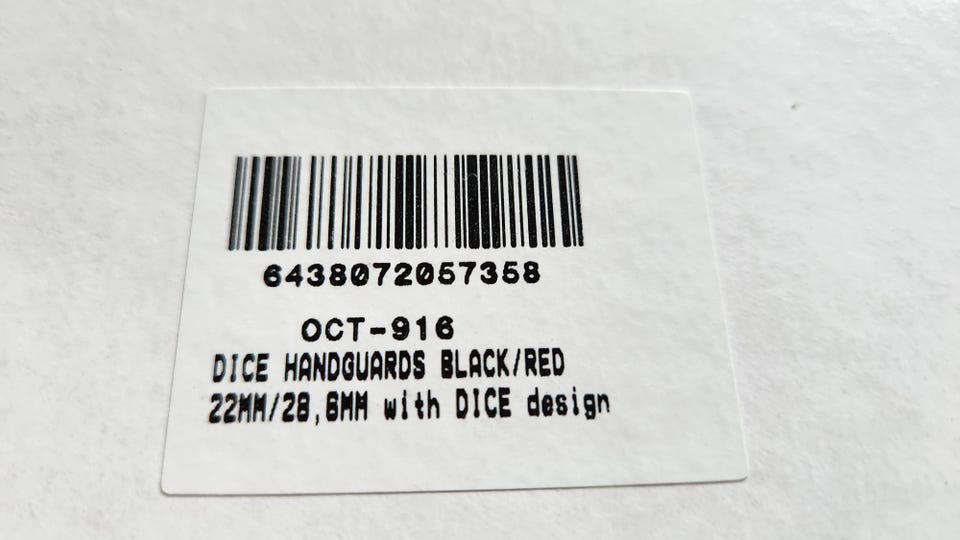 6438072057358
OCT-916
DICE HANDGUARDS BLACK/RED
22MM/28,6MM with DICE design